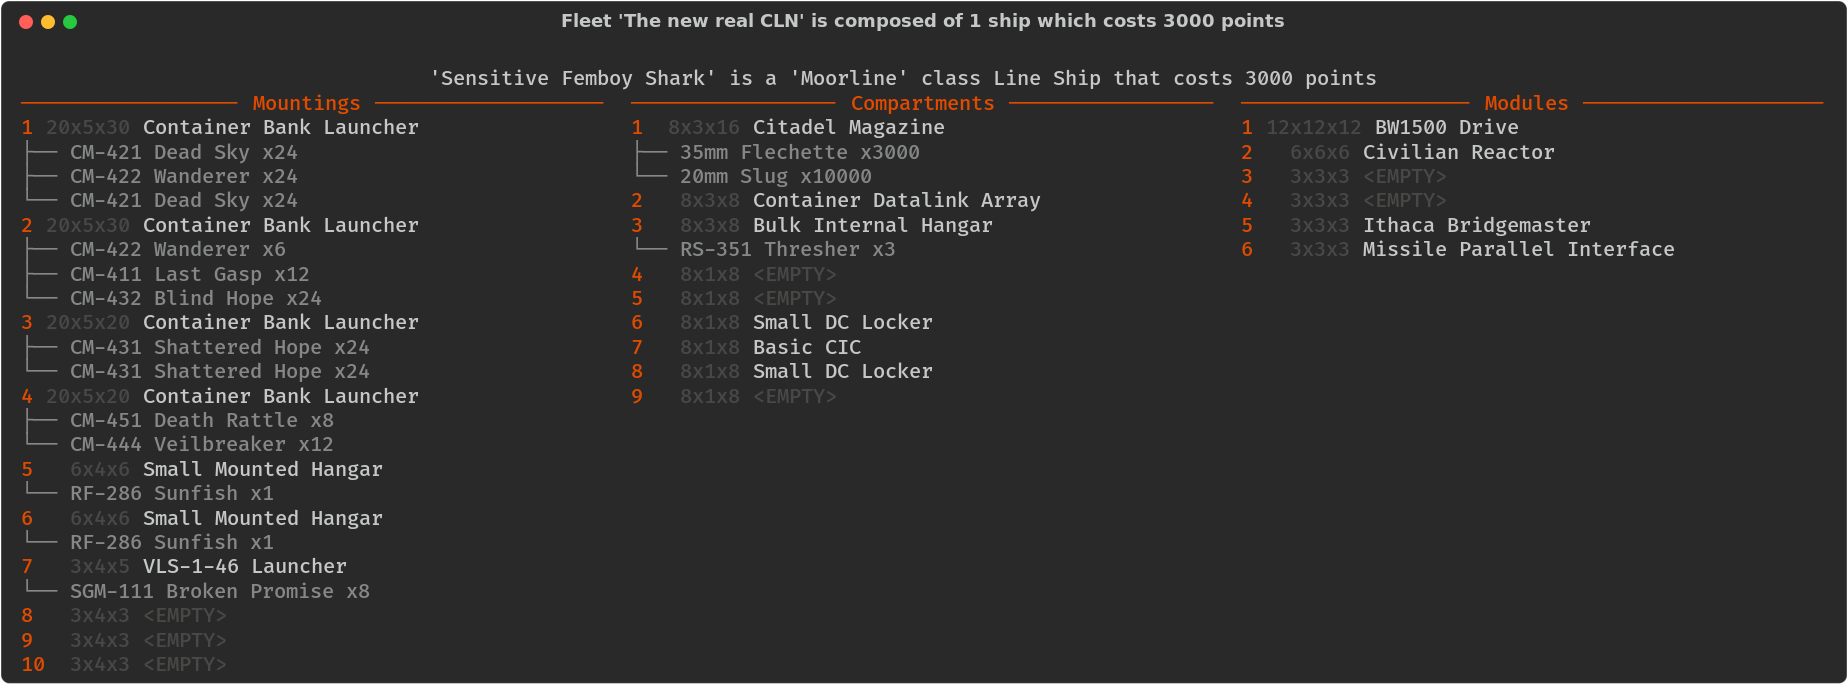 Fleet 'The new real CLN' is composed of 1 ship which costs 3000 points
'Sensitive Femboy Shark' is a 'Moorline' class Line Ship that costs 3000 points
Mountings
1 20x5x30 Container Bank Launcher
├── CM-421 Dead Sky x24
├── CM-422 Wanderer x24
└── CM-421 Dead Sky x24
2 20x5x30 Container Bank Launcher
├── CM-422 Wanderer x6
├── CM-411 Last Gasp x12
└── CM-432 Blind Hope x24
3 20x5x20 Container Bank Launcher
├── CM-431 Shattered Hope x24
└── CM-431 Shattered Hope x24
4 20x5x20 Container Bank Launcher
├── CM-451 Death Rattle x8
└── CM-444 Veilbreaker x12
5 6x4x6 Small Mounted Hangar
└── RF-286 Sunfish x1
6 6x4x6 Small Mounted Hangar
└── RF-286 Sunfish x1
7 3x4x5 VLS-1-46 Launcher
└── SGM-111 Broken Promise x8
8 3x4x3 <EMPTY>
9 3x4x3 <EMPTY>
10 3x4x3 <EMPTY>
Compartments
1 8x3x16 Citadel Magazine
├── 35mm Flechette x3000
└── 20mm Slug x10000
2 8x3x8 Container Datalink Array
3 8x3x8 Bulk Internal Hangar
└── RS-351 Thresher x3
4 8x1x8 <EMPTY>
5 8x1x8 <EMPTY>
6 8x1x8 Small DC Locker
7 8x1x8 Basic CIC
8 8x1x8 Small DC Locker
9 8x1x8 <EMPTY>
Modules
1 12x12x12 BW1500 Drive
2 6x6x6 Civilian Reactor
3 3x3x3 <EMPTY>
4 3x3x3 <EMPTY>
5 3x3x3 Ithaca Bridgemaster
6 3x3x3 Missile Parallel Interface